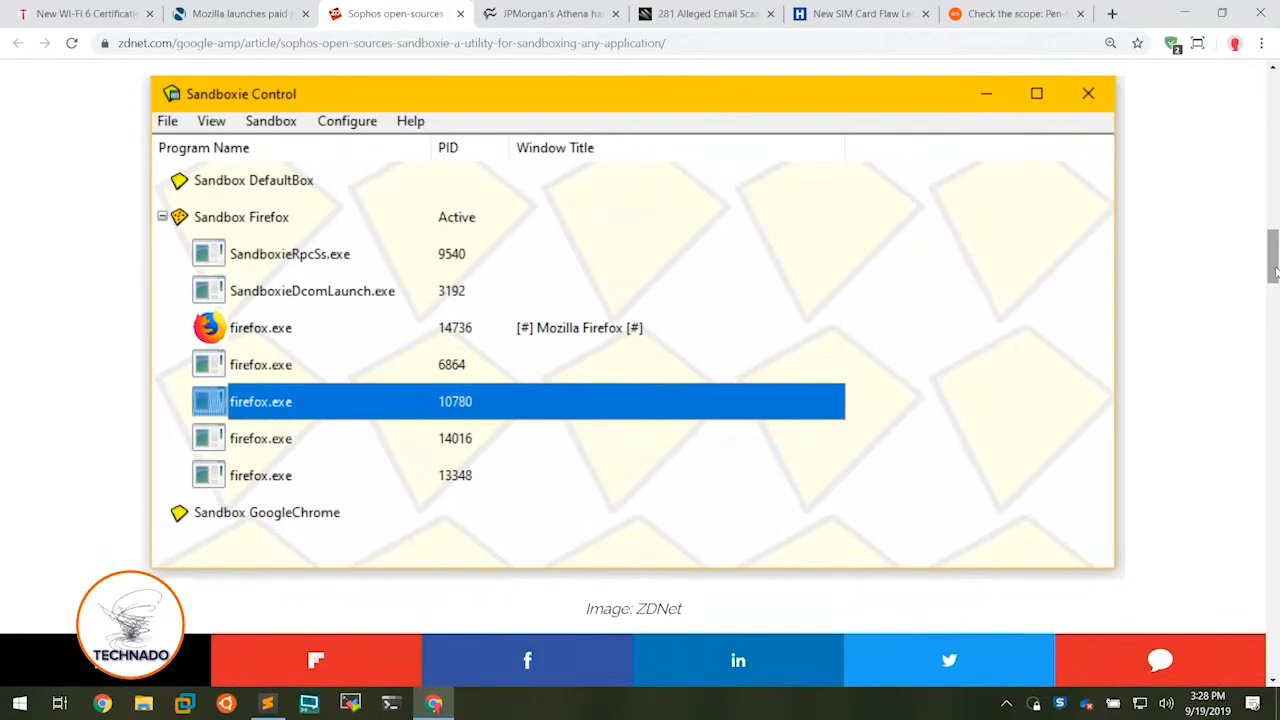 New Wi-Fi 6 Certificati
Mozilla launches paid p
Sophos open-sources
JPMorgan's Athena has
281 Alleged Email Scam
New SIM Card Flaw Le
Check the scope: Pen-t
zdnet.com/google-amp/article/sophos-open-sources-sandboxie-a-utility-for-sandboxing-any-application/
2
Sandboxie Control
File View Sandbox Configure Help
Program Name PID Window Title
Sandbox DefaultBox
Sandbox Firefox Active
SandboxieRpcSs.exe 9540
SandboxieDcomLaunch.exe 3192
firefox.exe 14736 [#] Mozilla Firefox [#]
firefox.exe 6864
firefox.exe 10780
firefox.exe 14016
firefox.exe 13348
Sandbox GoogleChrome
Image: ZDNet
TECHNADO
3:28 PM
9/19/2019